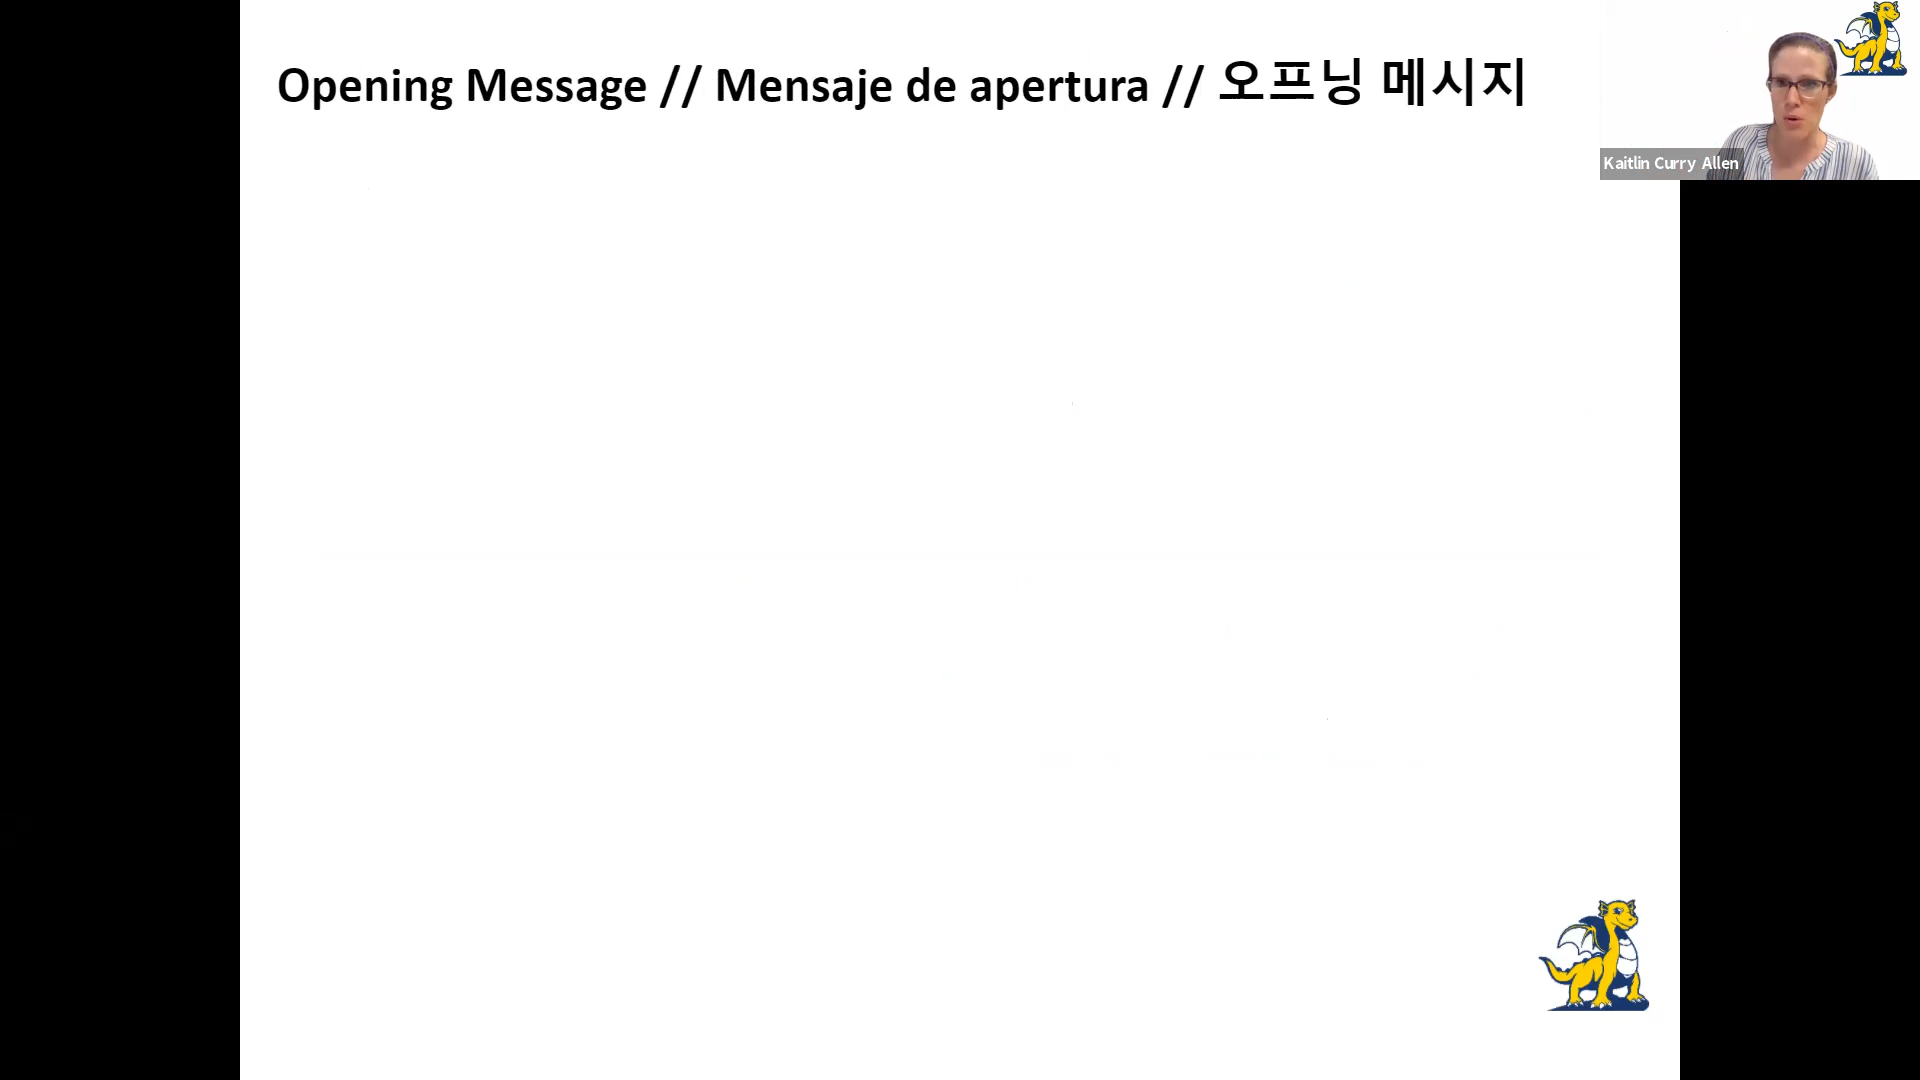 Opening Message // Mensaje de apertura // 오프닝 메시지
Kaitlin Curry Allen